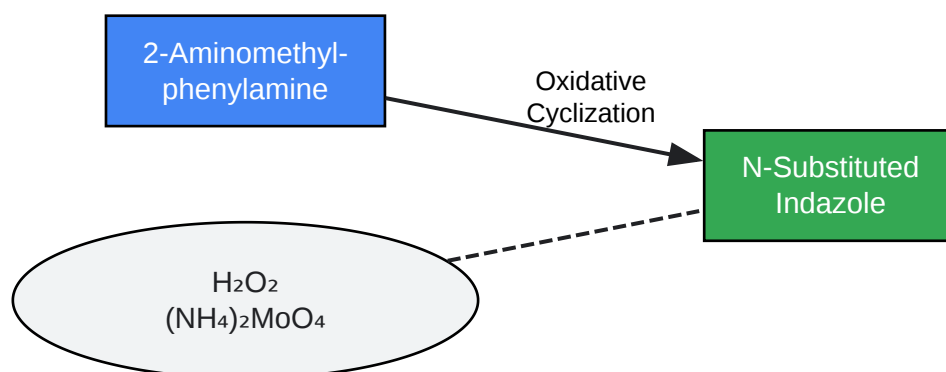 2-Aminomethyl-
phenylamine
Oxidative
Cyclization
N-Substituted
Indazole
H₂O₂
(NH₄)₂MoO₄